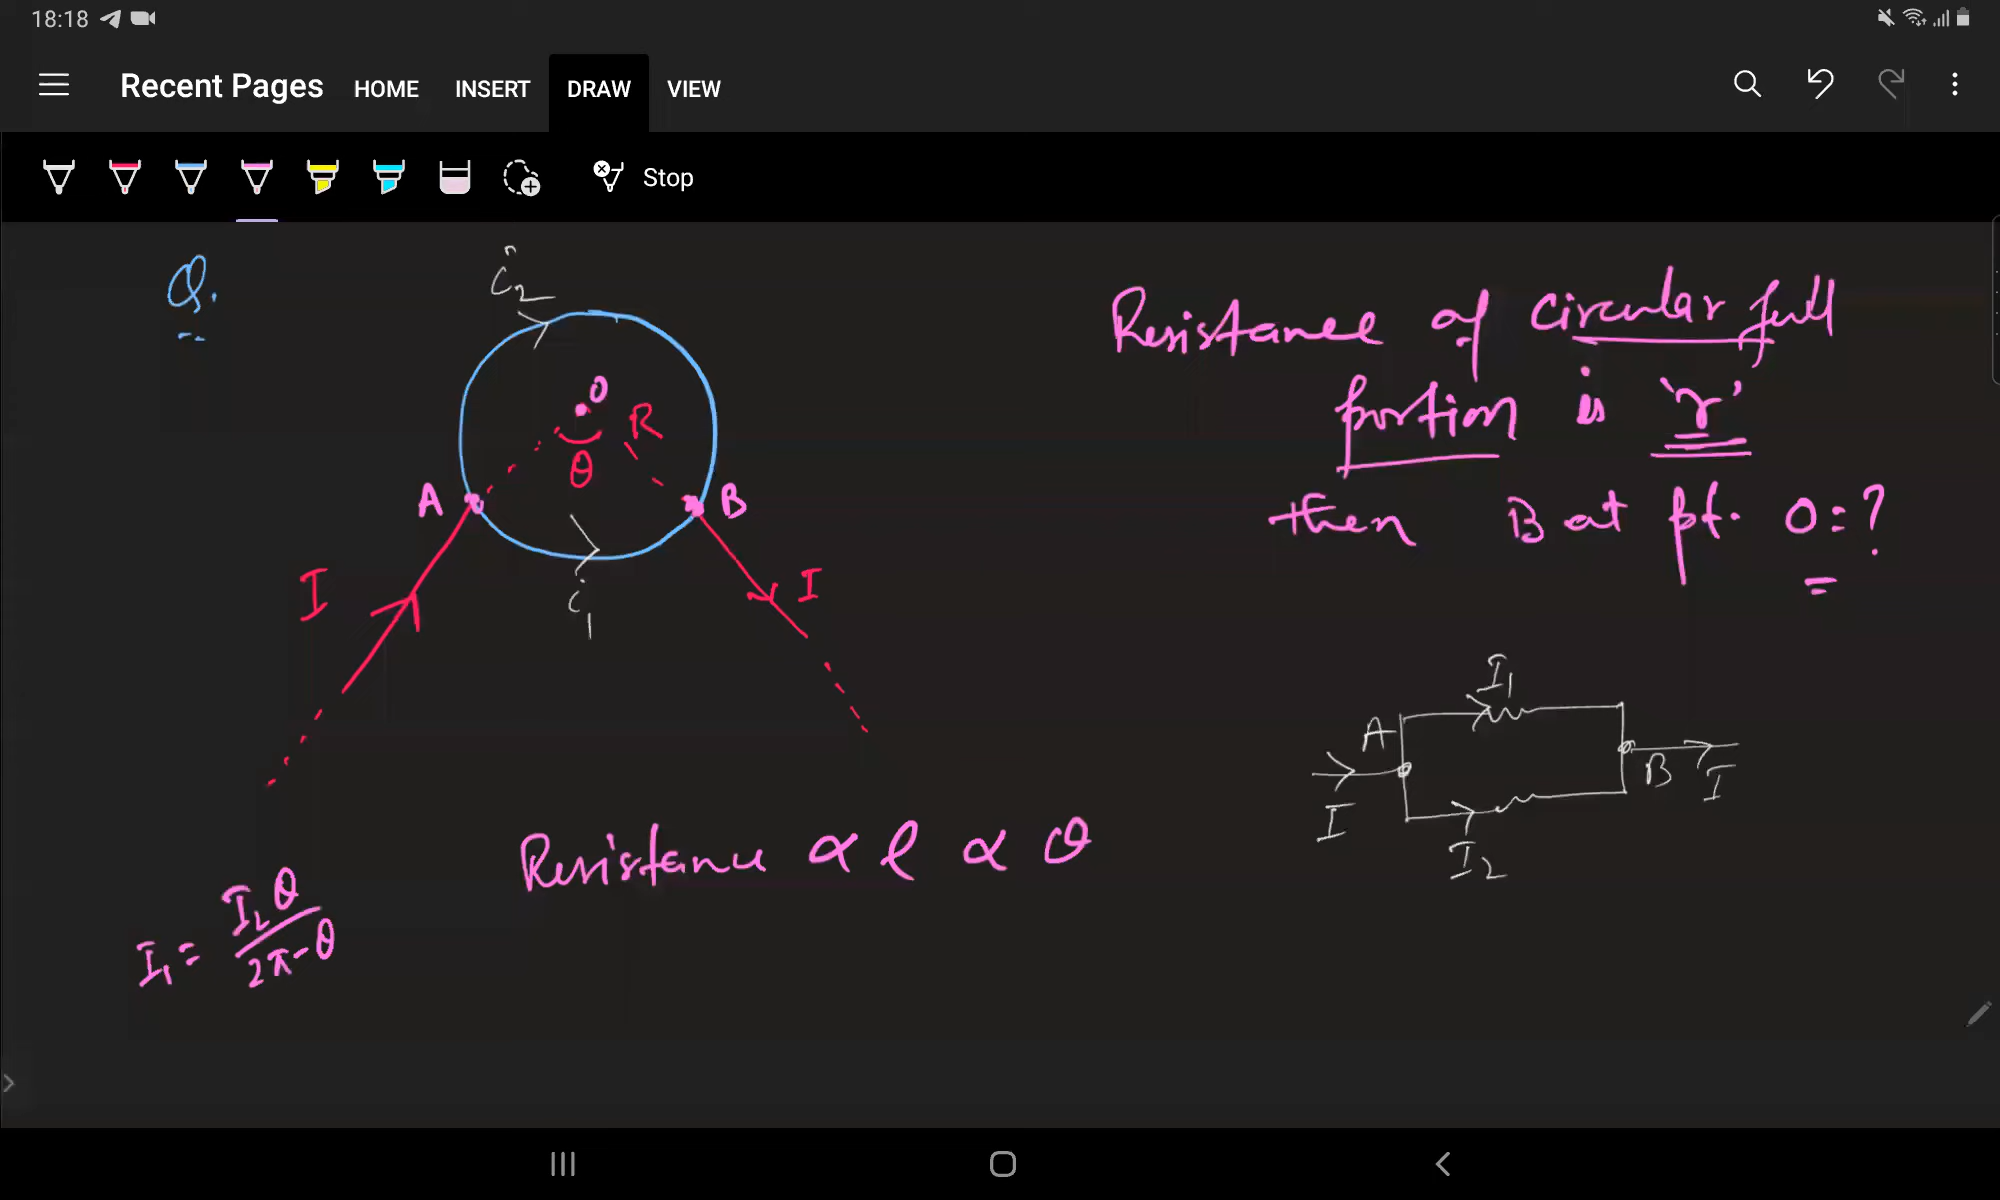 18:18
Recent Pages HOME INSERT DRAW VIEW
Stop
Q.
i2
O
R
θ
A
B
I
I
i1
Resistance of circular full
portion is 'r'
then B at pt. O = ?
I1
A
B
I
I
I2
Resistance ∝ l ∝ θ
I1 = I2 θ / 2π - θ